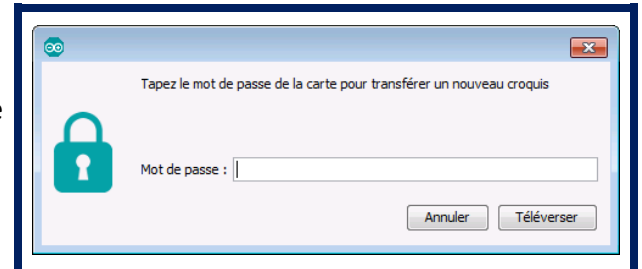 Tapez le mot de passe de la carte pour transférer un nouveau croquis
e
Mot de passe :
Annuler Téléverser